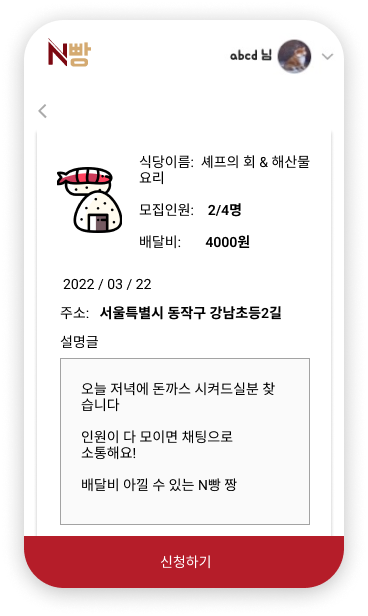 N빵
abcd 님
식당이름: 셰프의 회 & 해산물
요리
모집인원: 2/4명
배달비: 4000원
2022 / 03 / 22
주소: 서울특별시 동작구 강남초등2길
설명글
오늘 저녁에 돈까스 시켜드실분 찾
습니다
인원이 다 모이면 채팅으로
소통해요!
배달비 아낄 수 있는 N빵 짱
신청하기